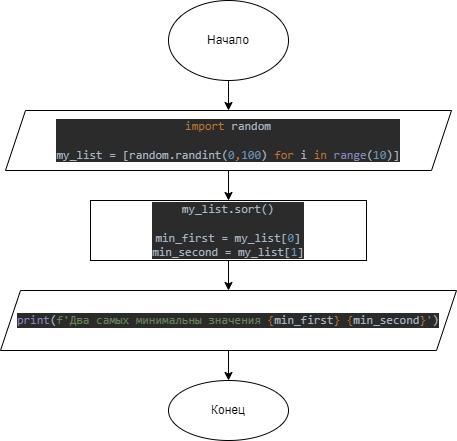 Начало
import random
my_list = [random.randint(0,100) for i in range(10)]
my_list.sort()
min_first = my_list[0]
min_second = my_list[1]
print(f'Два самых минимальны значения {min_first} {min_second}')
Конец